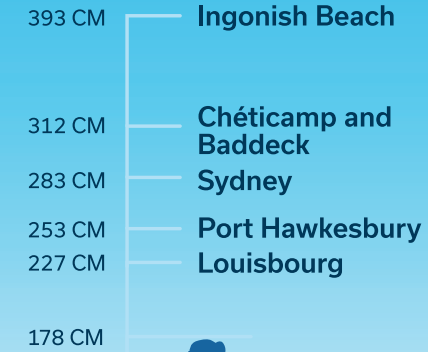 393 CM Ingonish Beach
312 CM Chéticamp and
Baddeck
283 CM Sydney
253 CM Port Hawkesbury
227 CM Louisbourg
178 CM